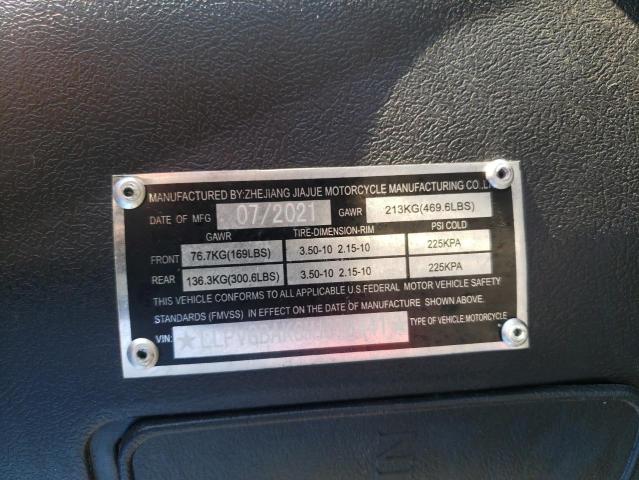 MANUFACTURED BY:ZHEJIANG JIAJUE MOTORCYCLE MANUFACTURING CO.,L
DATE OF MFG 07/2021 GAWR 213KG(469.6LBS)
GAWR TIRE-DIMENSION-RIM PSI COLD
FRONT 76.7KG(169LBS) 3.50-10 2.15-10 225KPA
REAR 136.3KG(300.6LBS) 3.50-10 2.15-10 225KPA
THIS VEHICLE CONFORMS TO ALL APPLICABLE U.S.FEDERAL MOTOR VEHICLE SAFETY
STANDARDS (FMVSS) IN EFFECT ON THE DATE OF MANUFACTURE SHOWN ABOVE.
VIN: TYPE OF VEHICLE MOTORCYCLE